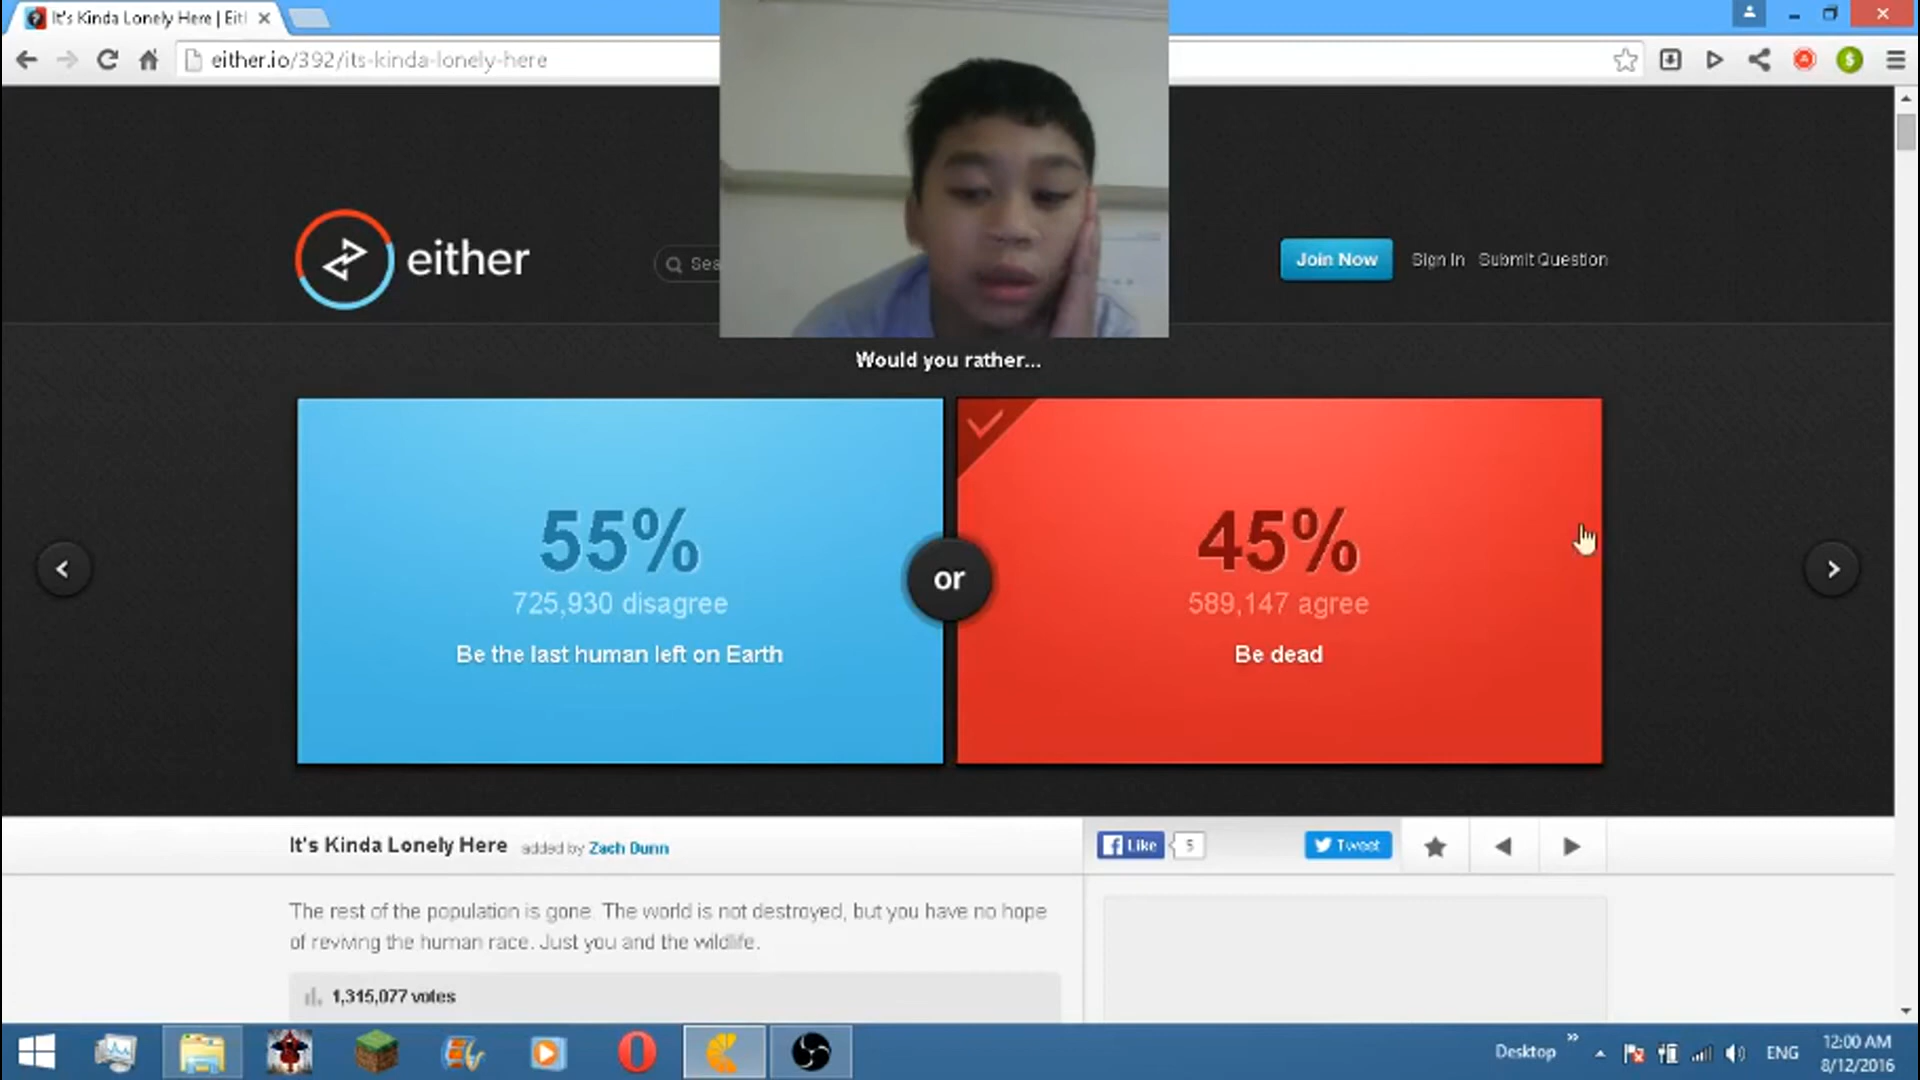 It's Kinda Lonely Here | Eitl
either.io/392/its-kinda-lonely-here
either
Sea
Join Now
Sign In
Submit Question
Would you rather...
55%
725,930 disagree
Be the last human left on Earth
or
45%
589,147 agree
Be dead
It's Kinda Lonely Here added by Zach Dunn
Like
5
Tweet
The rest of the population is gone. The world is not destroyed, but you have no hope
of reviving the human race. Just you and the wildlife.
1,315,077 votes
Desktop
ENG
12:00 AM
8/12/2016